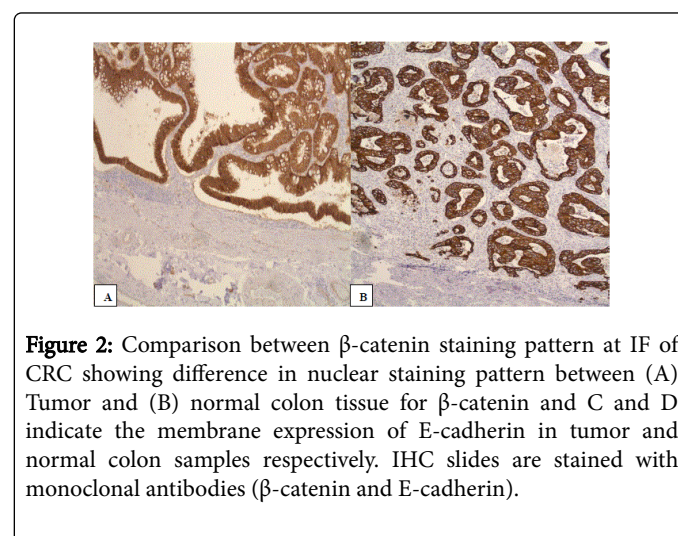 A B
Figure 2: Comparison between β-catenin staining pattern at IF of
CRC showing difference in nuclear staining pattern between (A)
Tumor and (B) normal colon tissue for β-catenin and C and D
indicate the membrane expression of E-cadherin in tumor and
normal colon samples respectively. IHC slides are stained with
monoclonal antibodies (β-catenin and E-cadherin).